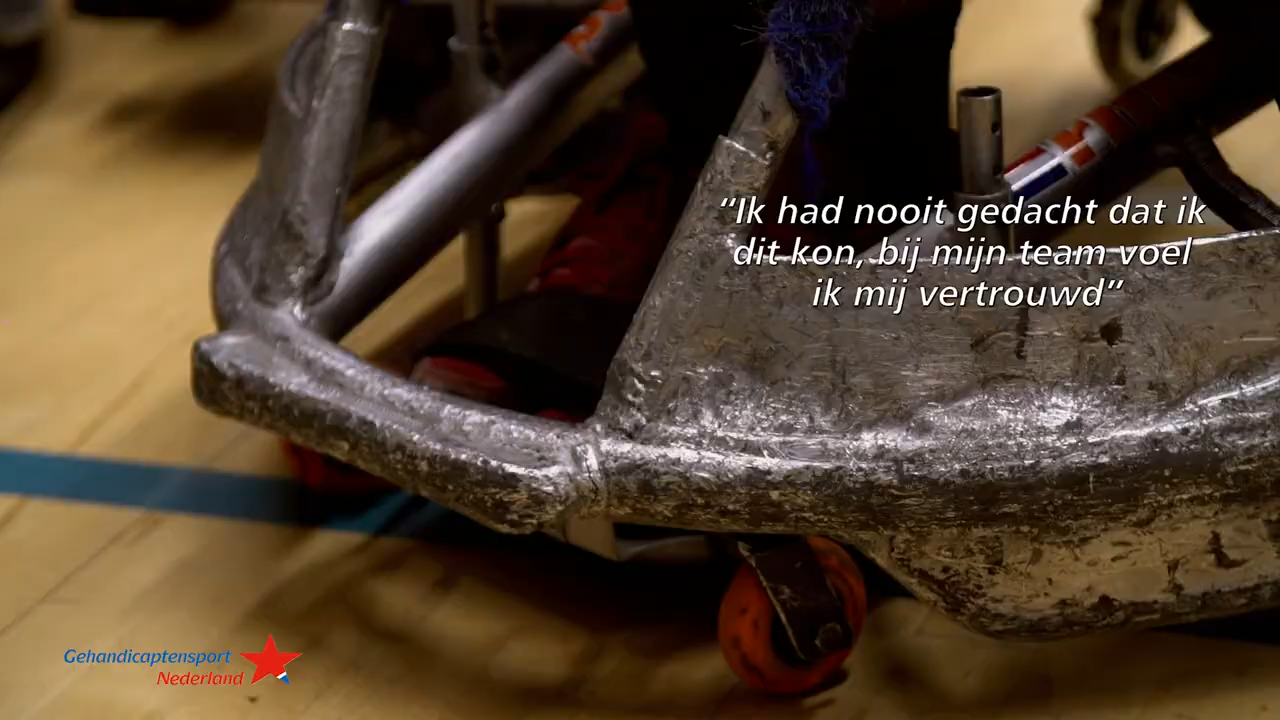 “Ik had nooit gedacht dat ik
dit kon, bij mijn team voel
ik mij vertrouwd”
Gehandicaptensport
Nederland